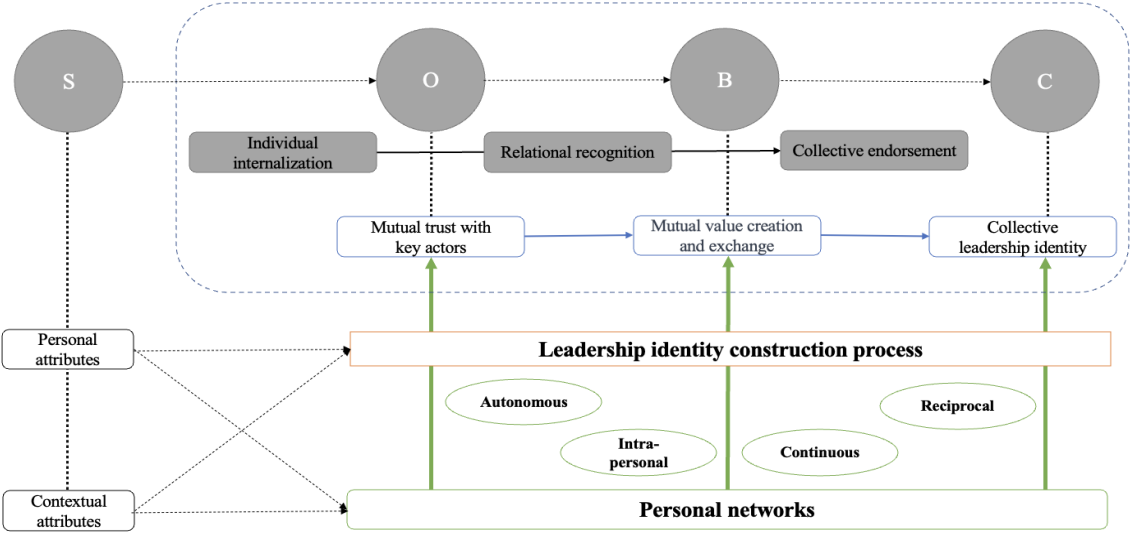 S
O
B
C
Individual
internalization
Relational recognition
Collective endorsement
Mutual trust with
key actors
Mutual value creation
and exchange
Collective
leadership identity
Personal
attributes
Leadership identity construction process
Autonomous
Reciprocal
Intra-
personal
Continuous
Contextual
attributes
Personal networks